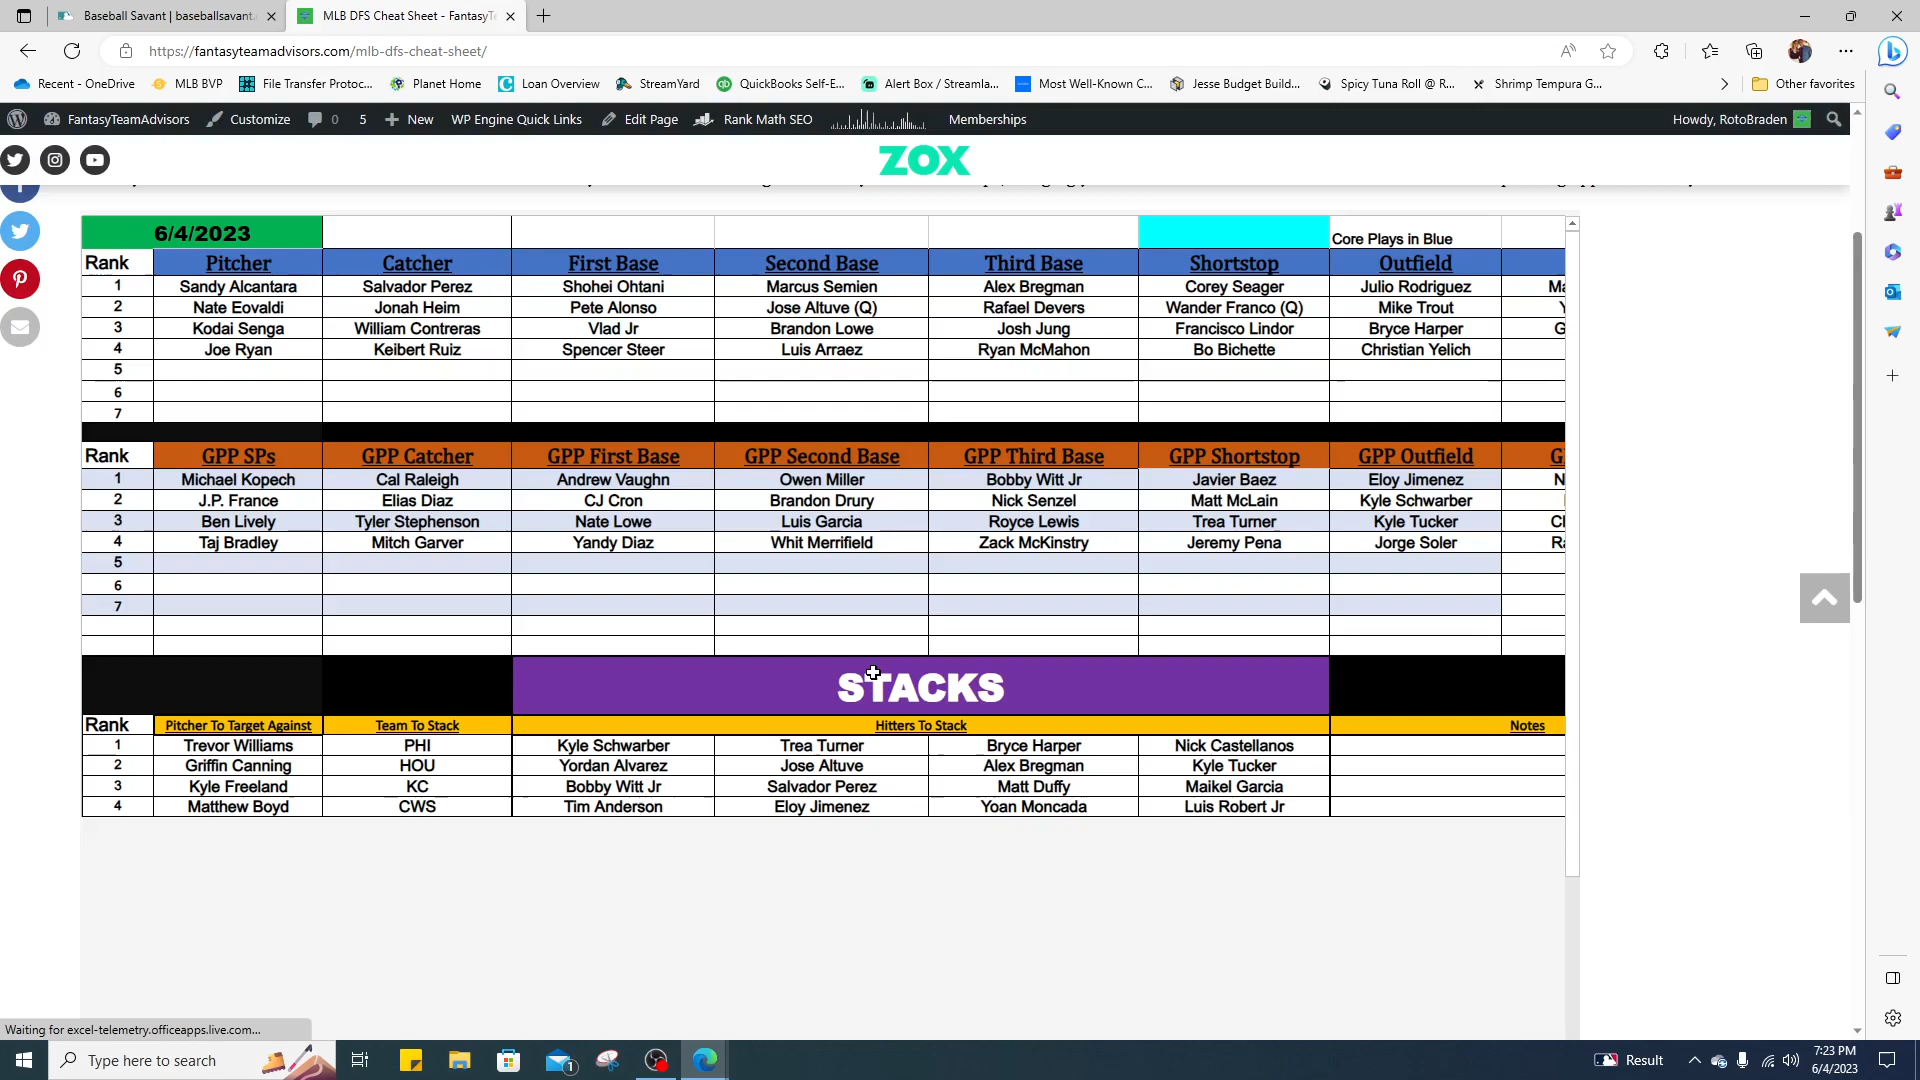 Baseball Savant | baseballsavant.
MLB DFS Cheat Sheet - FantasyTe
https://fantasyteamadvisors.com/mlb-dfs-cheat-sheet/
Recent - OneDrive MLB BVP File Transfer Protoc... Planet Home Loan Overview StreamYard QuickBooks Self-E... Alert Box / Streamla... Most Well-Known C... Jesse Budget Build... Spicy Tuna Roll @ R... Shrimp Tempura G... Other favorites
FantasyTeamAdvisors Customize 0 5 New WP Engine Quick Links Edit Page Rank Math SEO Memberships Howdy, RotoBraden
ZOX
6/4/2023 Core Plays in Blue
Rank Pitcher Catcher First Base Second Base Third Base Shortstop Outfield
1 Sandy Alcantara Salvador Perez Shohei Ohtani Marcus Semien Alex Bregman Corey Seager Julio Rodriguez Ma
2 Nate Eovaldi Jonah Heim Pete Alonso Jose Altuve (Q) Rafael Devers Wander Franco (Q) Mike Trout Y
3 Kodai Senga William Contreras Vlad Jr Brandon Lowe Josh Jung Francisco Lindor Bryce Harper G
4 Joe Ryan Keibert Ruiz Spencer Steer Luis Arraez Ryan McMahon Bo Bichette Christian Yelich
5
6
7
Rank GPP SPs GPP Catcher GPP First Base GPP Second Base GPP Third Base GPP Shortstop GPP Outfield G
1 Michael Kopech Cal Raleigh Andrew Vaughn Owen Miller Bobby Witt Jr Javier Baez Eloy Jimenez N
2 J.P. France Elias Diaz CJ Cron Brandon Drury Nick Senzel Matt McLain Kyle Schwarber
3 Ben Lively Tyler Stephenson Nate Lowe Luis Garcia Royce Lewis Trea Turner Kyle Tucker Cl
4 Taj Bradley Mitch Garver Yandy Diaz Whit Merrifield Zack McKinstry Jeremy Pena Jorge Soler Ra
5
6
7
STACKS
Rank Pitcher To Target Against Team To Stack Hitters To Stack Notes
1 Trevor Williams PHI Kyle Schwarber Trea Turner Bryce Harper Nick Castellanos
2 Griffin Canning HOU Yordan Alvarez Jose Altuve Alex Bregman Kyle Tucker
3 Kyle Freeland KC Bobby Witt Jr Salvador Perez Matt Duffy Maikel Garcia
4 Matthew Boyd CWS Tim Anderson Eloy Jimenez Yoan Moncada Luis Robert Jr
Waiting for excel-telemetry.officeapps.live.com...
Type here to search
1
Result
7:23 PM
6/4/2023